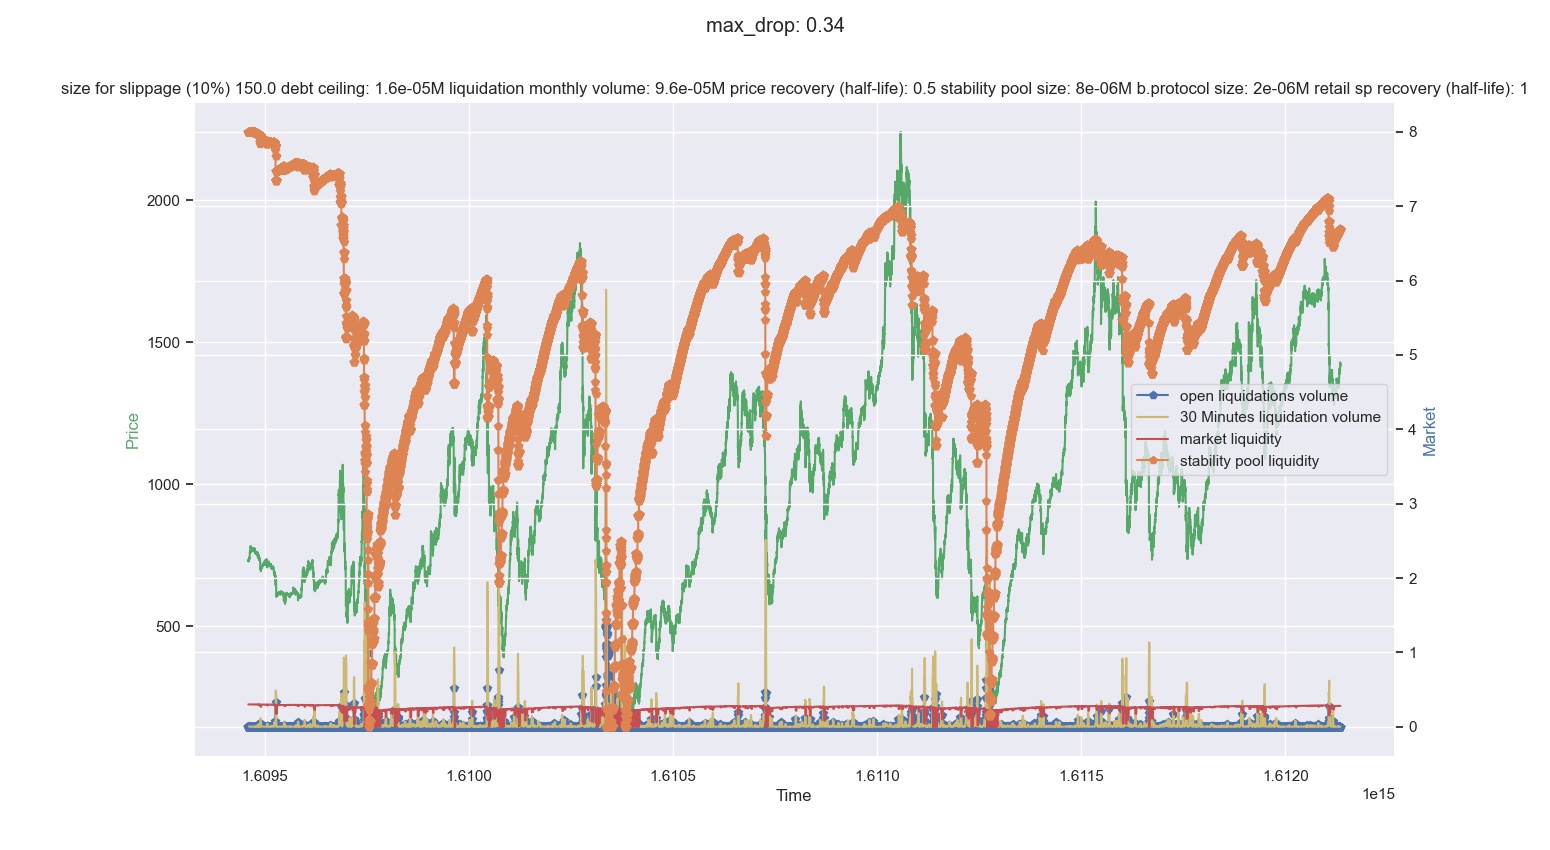 max_drop: 0.34
size for slippage (10%) 150.0 debt ceiling: 1.6e-05M liquidation monthly volume: 9.6e-05M price recovery (half-life): 0.5 stability pool size: 8e-06M b.protocol size: 2e-06M retail sp recovery (half-life): 1
2000
1500
1000
500
Price
8
7
6
5
4
3
2
1
0
Market
open liquidations volume
30 Minutes liquidation volume
market liquidity
stability pool liquidity
1.6095 1.6100 1.6105 1.6110 1.6115 1.6120
Time
1e15